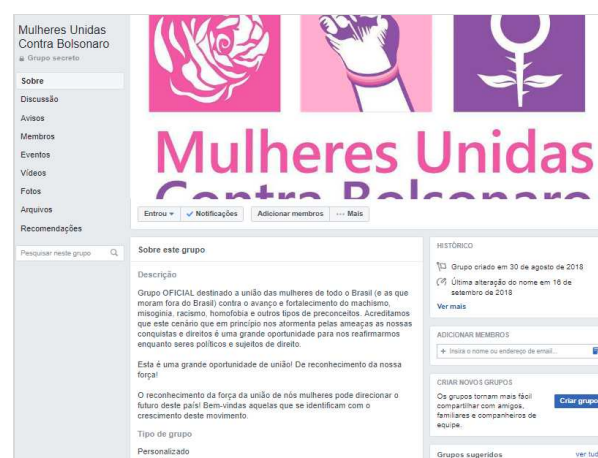 Mulheres Unidas
Contra Bolsonaro
Grupo secreto
Sobre
Discussão
Avisos
Membros
Eventos
Vídeos
Fotos
Arquivos
Recomendações
Pesquisar neste grupo
Mulheres Unidas
Contra Bolsonaro
Entrou
Notificações
Adicionar membros
Mais
Sobre este grupo
Descrição
Grupo OFICIAL destinado a união das mulheres de todo o Brasil (e as que
moram fora do Brasil) contra o avanço e fortalecimento do machismo,
misoginia, racismo, homofobia e outros tipos de preconceitos. Acreditamos
que este cenário que em princípio nos atormenta pelas ameaças as nossas
conquistas e direitos é uma grande oportunidade para nos reafirmarmos
enquanto seres políticos e sujeitos de direito.
Esta é uma grande oportunidade de união! De reconhecimento da nossa
força!
O reconhecimento da força da união de nós mulheres pode direcionar o
futuro deste país! Bem-vindas aquelas que se identificam com o
crescimento deste movimento.
Tipo de grupo
Personalizado
HISTÓRICO
Grupo criado em 30 de agosto de 2018
Última alteração do nome em 16 de
setembro de 2018
Ver mais
ADICIONAR MEMBROS
+ Insira o nome ou endereço de email...
CRIAR NOVOS GRUPOS
Os grupos tornam mais fácil
compartilhar com amigos,
familiares e companheiros de
equipe.
Criar grupo
Grupos sugeridos
ver tud